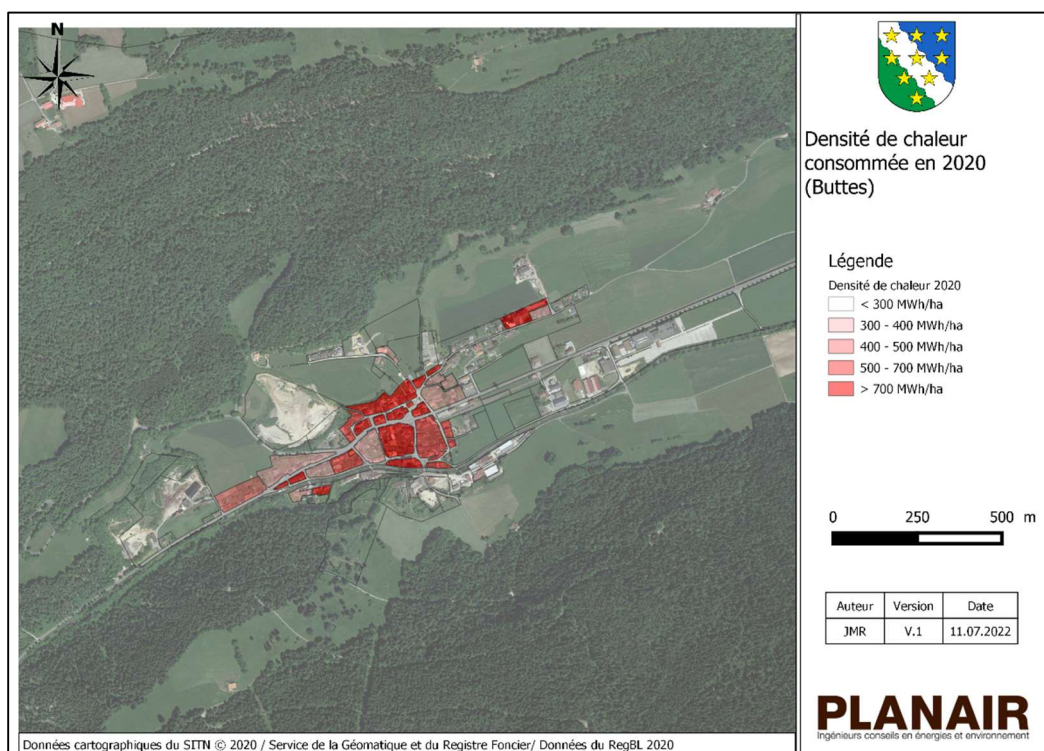 N
Densité de chaleur
consommée en 2020
(Buttes)
Légende
Densité de chaleur 2020
< 300 MWh/ha
300 - 400 MWh/ha
400 - 500 MWh/ha
500 - 700 MWh/ha
> 700 MWh/ha
0 250 500 m
Auteur Version Date
JMR V.1 11.07.2022
PLANAIR
Ingénieurs conseils en énergies et environnement
Données cartographiques du SITN © 2020 / Service de la Géomatique et du Registre Foncier/ Données du RegBL 2020